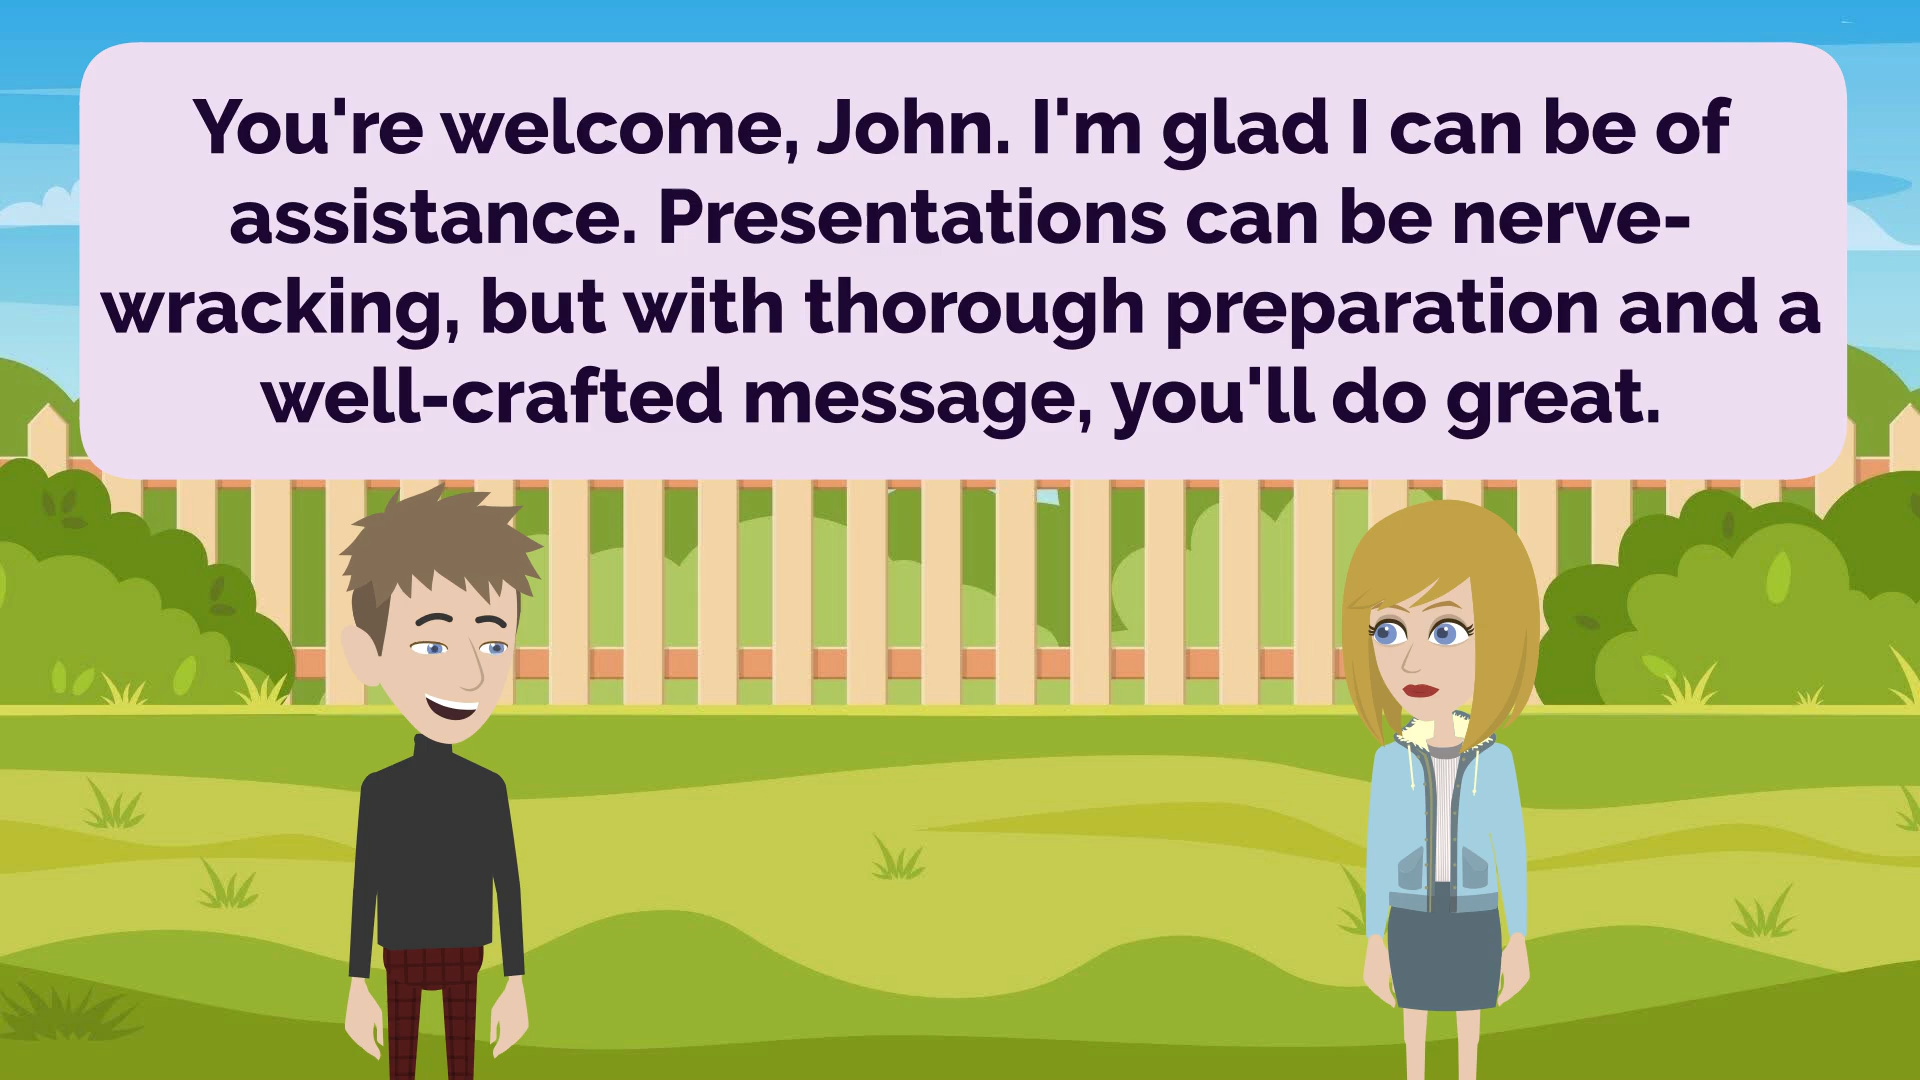 You're welcome, John. I'm glad I can be of
assistance. Presentations can be nerve-
wracking, but with thorough preparation and a
well-crafted message, you'll do great.